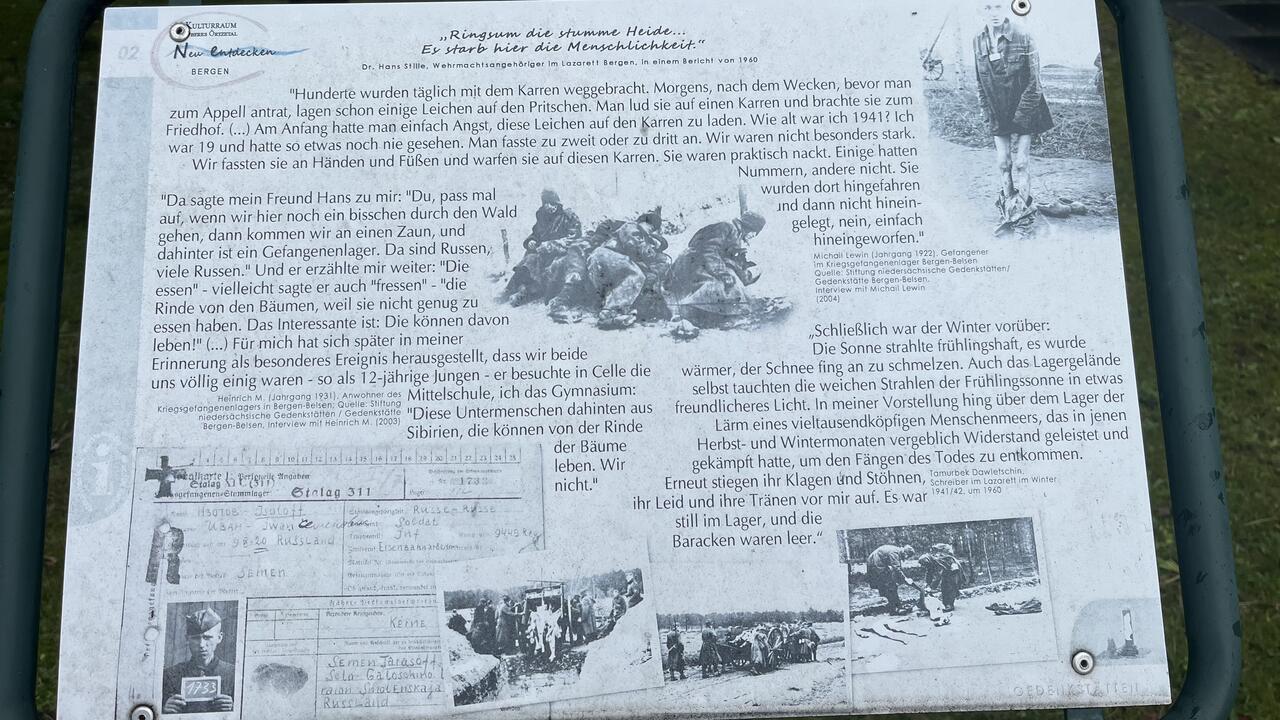 KULTURRAUM
OBERES ÖRTZETAL
02
Neu entdecken
BERGEN
„Ringsum die stumme Heide...
Es starb hier die Menschlichkeit.“
Dr. Hans Stille, Wehrmachtsangehöriger im Lazarett Bergen, in einem Bericht von 1960
"Hunderte wurden täglich mit dem Karren weggebracht. Morgens, nach dem Wecken, bevor man
zum Appell antrat, lagen schon einige Leichen auf den Pritschen. Man lud sie auf einen Karren und brachte sie zum
Friedhof. (...) Am Anfang hatte man einfach Angst, diese Leichen auf den Karren zu laden. Wie alt war ich 1941? Ich
war 19 und hatte so etwas noch nie gesehen. Man fasste zu zweit oder zu dritt an. Wir waren nicht besonders stark.
Wir fassten sie an Händen und Füßen und warfen sie auf diesen Karren. Sie waren praktisch nackt. Einige hatten
Nummern, andere nicht. Sie
wurden dort hingefahren
und dann nicht hinein-
gelegt, nein, einfach
hineingeworfen."
Michail Lewin (Jahrgang 1922), Gefangener
im Kriegsgefangenenlager Bergen-Belsen
Quelle: Stiftung niedersächsische Gedenkstätten/
Gedenkstätte Bergen-Belsen,
Interview mit Michail Lewin
(2004)
"Da sagte mein Freund Hans zu mir: "Du, pass mal
auf, wenn wir hier noch ein bisschen durch den Wald
gehen, dann kommen wir an einen Zaun, und
dahinter ist ein Gefangenenlager. Da sind Russen,
viele Russen." Und er erzählte mir weiter: "Die
essen" - vielleicht sagte er auch "fressen" - "die
Rinde von den Bäumen, weil sie nicht genug zu
essen haben. Das Interessante ist: Die können davon
leben!" (...) Für mich hat sich später in meiner
Erinnerung als besonderes Ereignis herausgestellt, dass wir beide
uns völlig einig waren - so als 12-jährige Jungen - er besuchte in Celle die
Mittelschule, ich das Gymnasium:
"Diese Untermenschen dahinten aus
Sibirien, die können von der Rinde
der Bäume
leben. Wir
nicht."
Heinrich M. (Jahrgang 1931), Anwohner des
Kriegsgefangenenlagers in Bergen-Belsen; Quelle: Stiftung
niedersächsische Gedenkstätten / Gedenkstätte
Bergen-Belsen, Interview mit Heinrich M. (2003)
„Schließlich war der Winter vorüber:
Die Sonne strahlte frühlingshaft, es wurde
wärmer, der Schnee fing an zu schmelzen. Auch das Lagergelände
selbst tauchten die weichen Strahlen der Frühlingssonne in etwas
freundlicheres Licht. In meiner Vorstellung hing über dem Lager der
Lärm eines vieltausendköpfigen Menschenmeers, das in jenen
Herbst- und Wintermonaten vergeblich Widerstand geleistet und
gekämpft hatte, um den Fängen des Todes zu entkommen.
Erneut stiegen ihr Klagen und Stöhnen,
ihr Leid und ihre Tränen vor mir auf. Es war
still im Lager, und die
Baracken waren leer.“
Tamurbek Dawletschin,
Schreiber im Lazarett im Winter
1941/42, um 1960
i
Stalag XI C (311)
Personelle Angaben
Stalag 311
Isotoff
Iwan
Russland
SEMEN
Russe - Russe
Soldat
Inf
Eisenbahnarbeiter
KEINE
SEMEN
RUSSLAND
1733
GEDENKSTÄTTEN